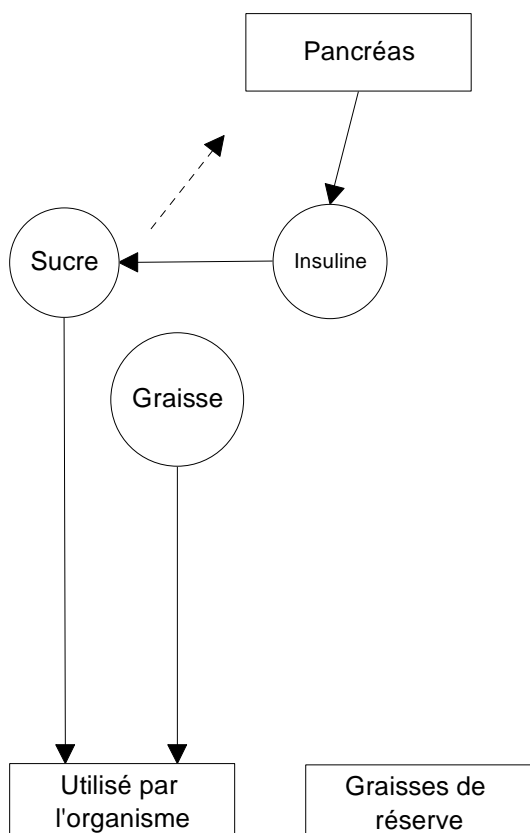 Pancréas
Sucre
Insuline
Graisse
Utilisé par
l'organisme
Graisses de
réserve